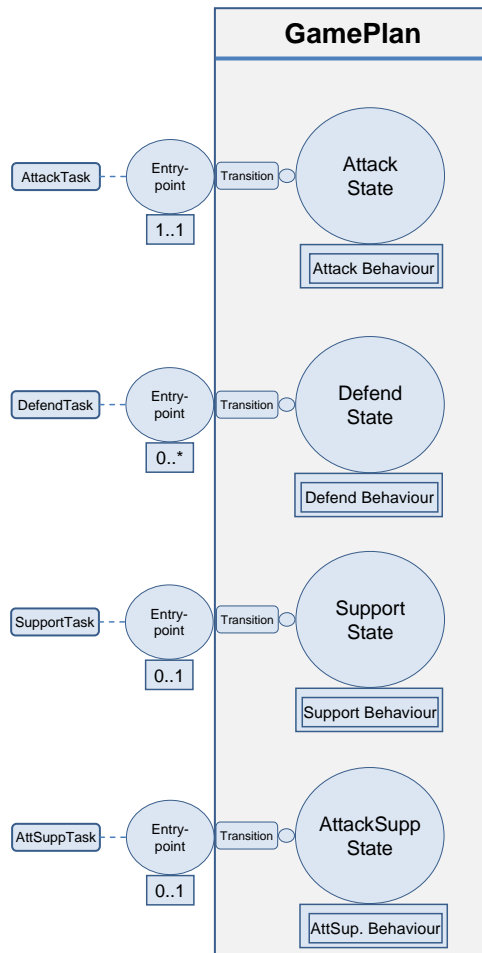 GamePlan
AttackTask
Entry-
point
1..1
Transition
Attack
State
Attack Behaviour
DefendTask
Entry-
point
0..*
Transition
Defend
State
Defend Behaviour
SupportTask
Entry-
point
0..1
Transition
Support
State
Support Behaviour
AttSuppTask
Entry-
point
0..1
Transition
AttackSupp
State
AttSup. Behaviour